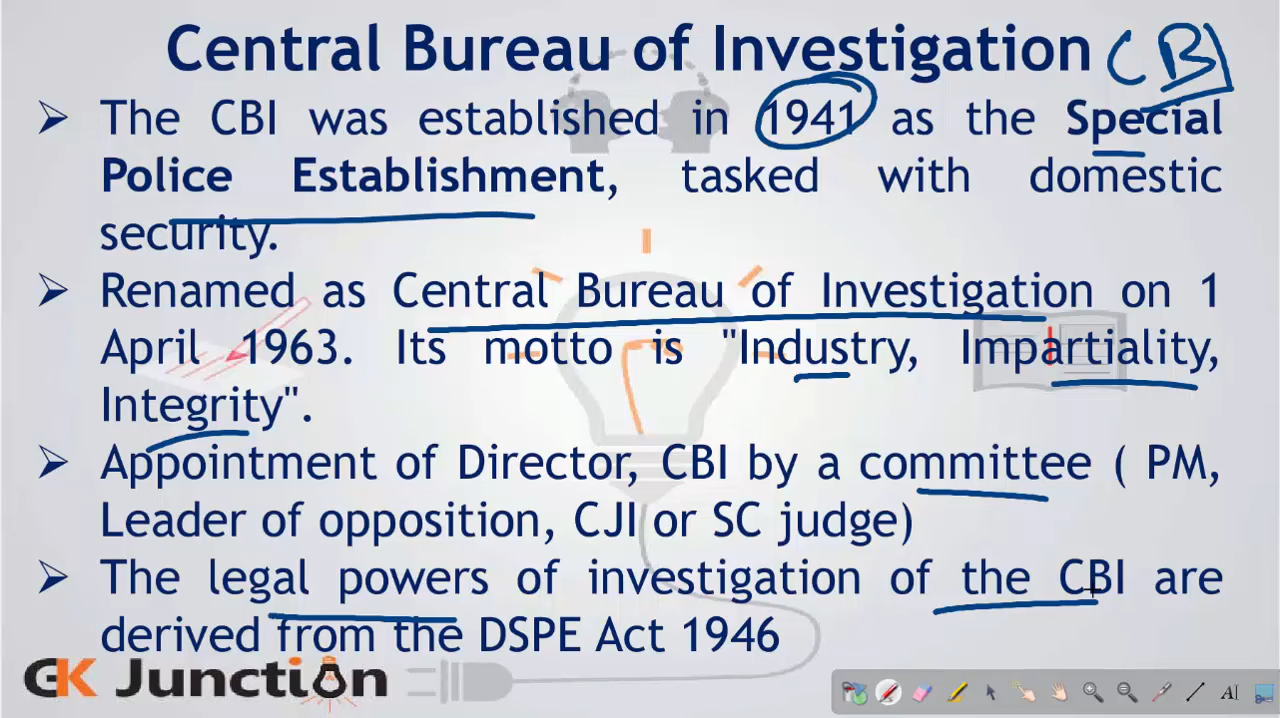 Central Bureau of Investigation (CBI
➢ The CBI was established in 1941 as the Special
Police Establishment, tasked with domestic
security.
➢ Renamed as Central Bureau of Investigation on 1
April 1963. Its motto is "Industry, Impartiality,
Integrity".
➢ Appointment of Director, CBI by a committee ( PM,
Leader of opposition, CJI or SC judge)
➢ The legal powers of investigation of the CBI are
derived from the DSPE Act 1946
GK Junction